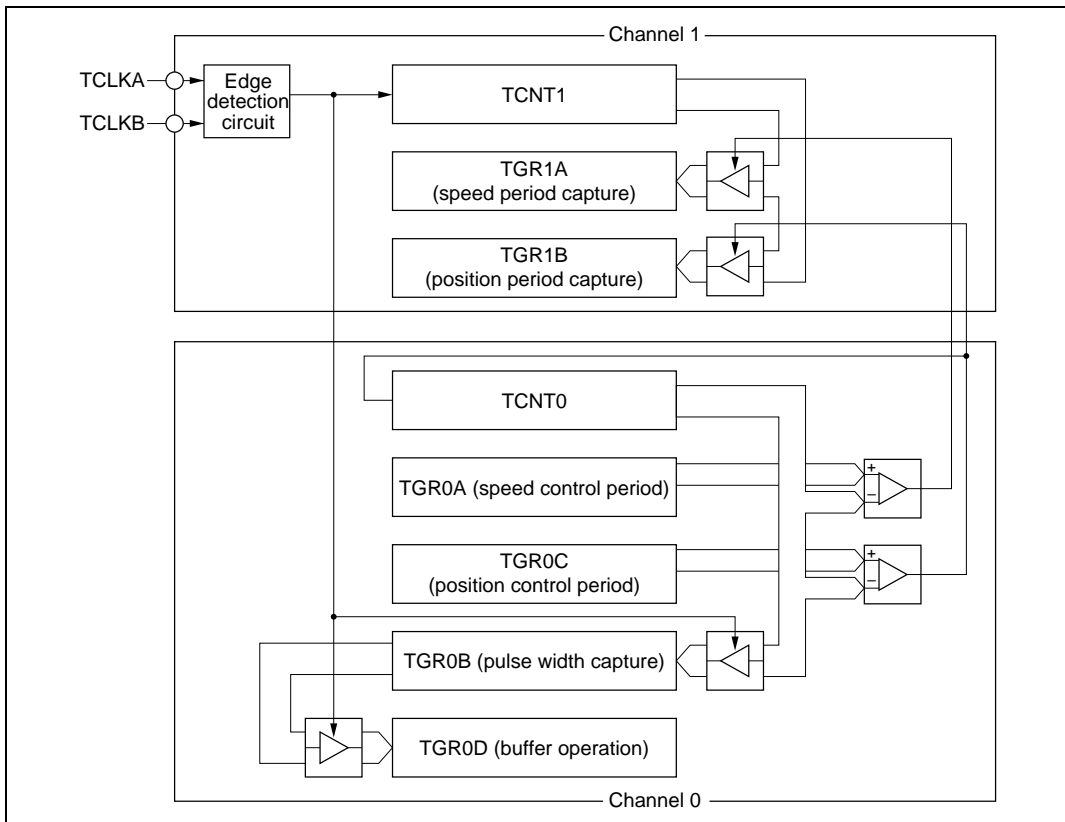 Channel 1
TCLKA
TCLKB
Edge
detection
circuit
TCNT1
TGR1A
(speed period capture)
TGR1B
(position period capture)
TCNT0
TGR0A (speed control period)
+
−
TGR0C
(position control period)
+
−
TGR0B (pulse width capture)
TGR0D (buffer operation)
Channel 0